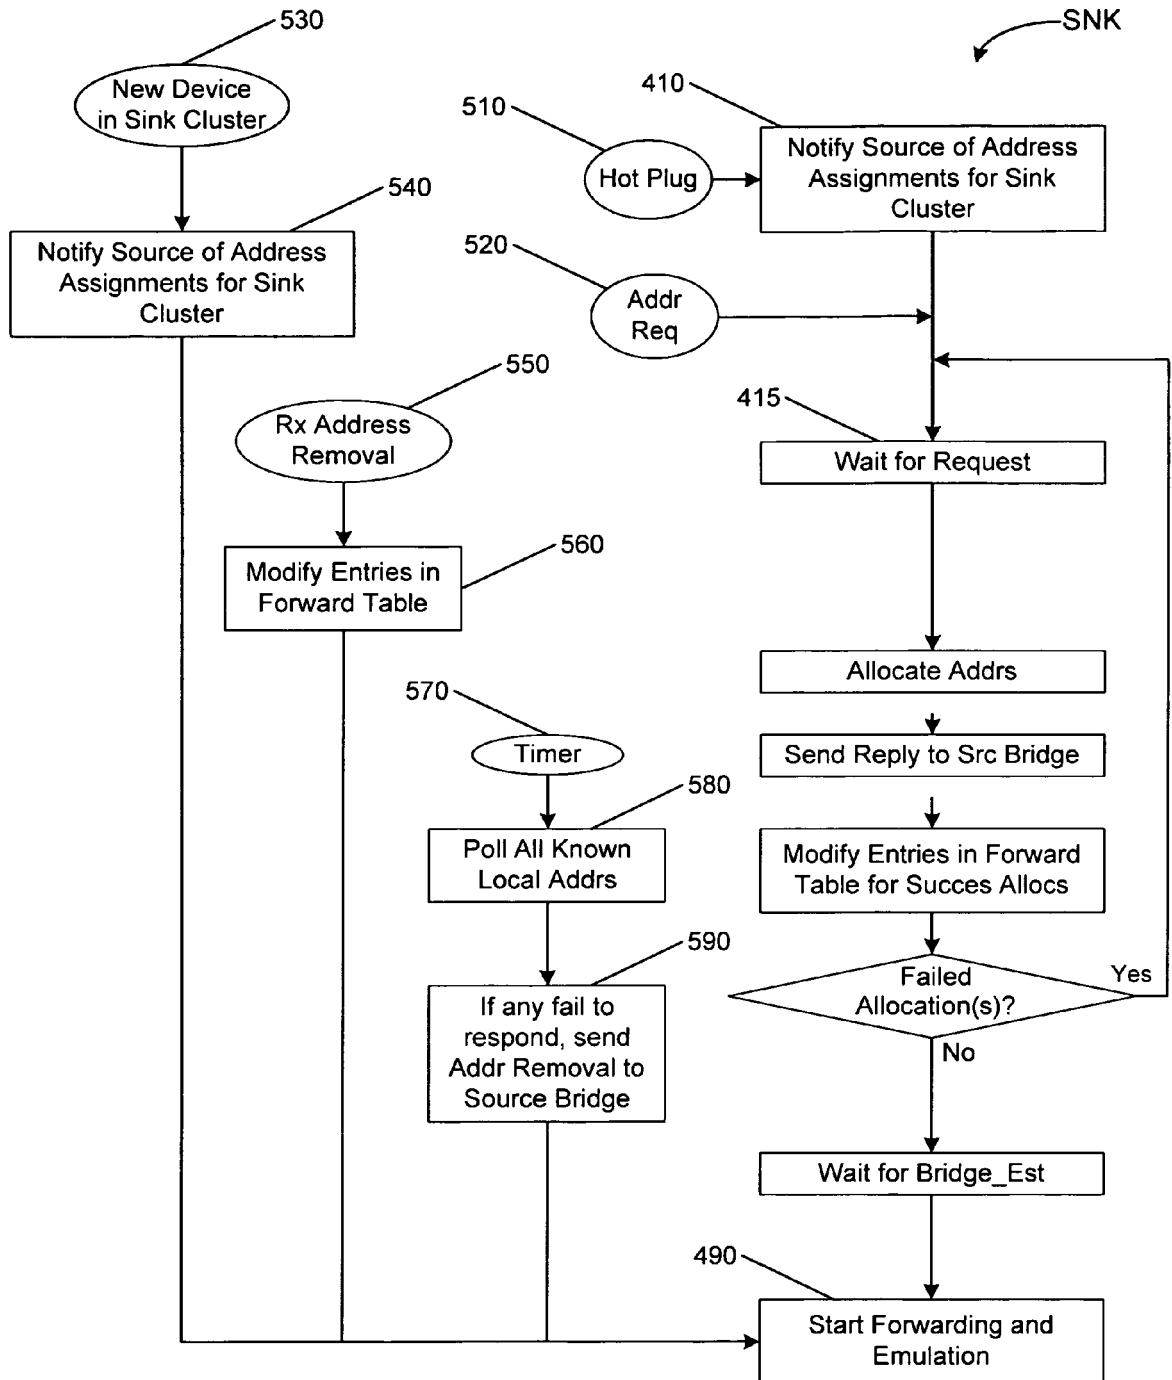 530
SNK
New Device
in Sink Cluster
410
510
Notify Source of Address
Assignments for Sink
Cluster
Hot Plug
540
Notify Source of Address
Assignments for Sink
Cluster
520
Addr
Req
550
Rx Address
Removal
415
Wait for Request
560
Modify Entries in
Forward Table
Allocate Addrs
570
Timer
Send Reply to Src Bridge
580
Poll All Known
Local Addrs
Modify Entries in Forward
Table for Succes Allocs
590
If any fail to
respond, send
Addr Removal to
Source Bridge
Failed
Allocation(s)?
Yes
No
Wait for Bridge_Est
490
Start Forwarding and
Emulation